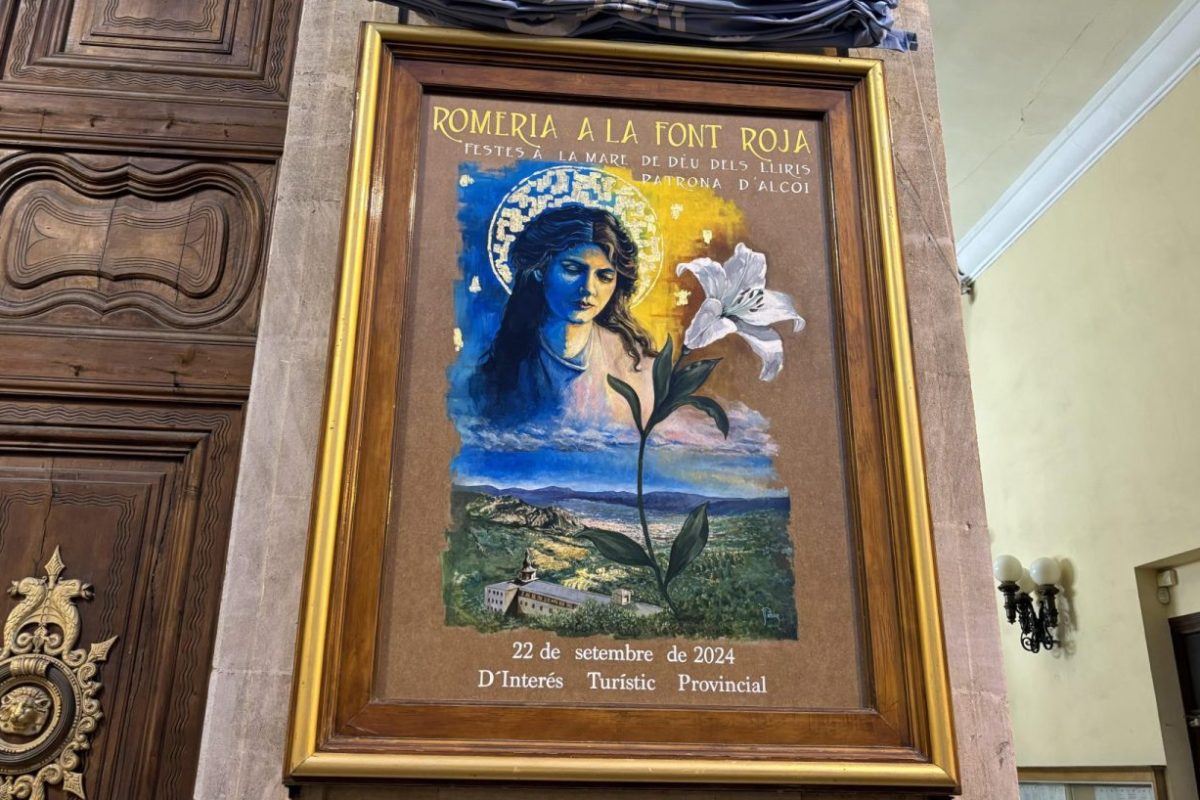 ROMERIA A LA FONT ROJA
FESTES A LA MARE DE DÉU DELS LLIRIS
PATRONA D'ALCOI
22 de setembre de 2024
D´Interés Turístic Provincial